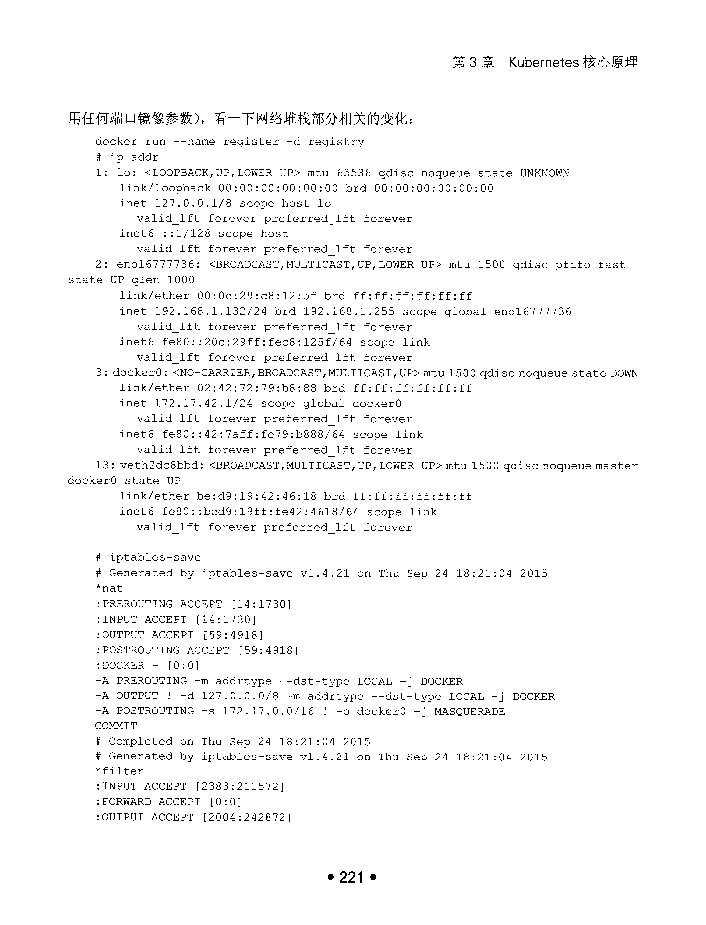 第 3 章 Kubernetes 核心原理
用任何端口镜像参数），看一下网络堆栈部分相关的变化：
docker run --name register -d registry
# ip addr
1: lo: <LOOPBACK,UP,LOWER_UP> mtu 65536 qdisc noqueue state UNKNOWN
link/loopback 00:00:00:00:00:00 brd 00:00:00:00:00:00
inet 127.0.0.1/8 scope host lo
valid_lft forever preferred_lft forever
inet6 ::1/128 scope host
valid_lft forever preferred_lft forever
2: eno16777736: <BROADCAST,MULTICAST,UP,LOWER_UP> mtu 1500 qdisc pfifo_fast
state UP qlen 1000
link/ether 00:0c:29:c8:12:5f brd ff:ff:ff:ff:ff:ff
inet 192.168.1.132/24 brd 192.168.1.255 scope global eno16777736
valid_lft forever preferred_lft forever
inet6 fe80::20c:29ff:fec8:125f/64 scope link
valid_lft forever preferred_lft forever
3: docker0: <NO-CARRIER,BROADCAST,MULTICAST,UP> mtu 1500 qdisc noqueue state DOWN
link/ether 02:42:72:79:b8:88 brd ff:ff:ff:ff:ff:ff
inet 172.17.42.1/24 scope global docker0
valid_lft forever preferred_lft forever
inet6 fe80::42:7aff:fe79:b888/64 scope link
valid_lft forever preferred_lft forever
13: veth2dc8bbd: <BROADCAST,MULTICAST,UP,LOWER_UP> mtu 1500 qdisc noqueue master
docker0 state UP
link/ether be:d9:19:42:46:18 brd ff:ff:ff:ff:ff:ff
inet6 fe80::bcd9:19ff:fe42:4618/64 scope link
valid_lft forever preferred_lft forever
# iptables-save
# Generated by iptables-save v1.4.21 on Thu Sep 24 18:21:04 2015
*nat
:PREROUTING ACCEPT [14:1730]
:INPUT ACCEPT [14:1730]
:OUTPUT ACCEPT [59:4918]
:POSTROUTING ACCEPT [59:4918]
:DOCKER - [0:0]
-A PREROUTING -m addrtype --dst-type LOCAL -j DOCKER
-A OUTPUT ! -d 127.0.0.0/8 -m addrtype --dst-type LOCAL -j DOCKER
-A POSTROUTING -s 172.17.0.0/16 ! -o docker0 -j MASQUERADE
COMMIT
# Completed on Thu Sep 24 18:21:04 2015
# Generated by iptables-save v1.4.21 on Thu Sep 24 18:21:04 2015
*filter
:INPUT ACCEPT [2383:211572]
:FORWARD ACCEPT [0:0]
:OUTPUT ACCEPT [2004:242872]
• 221 •